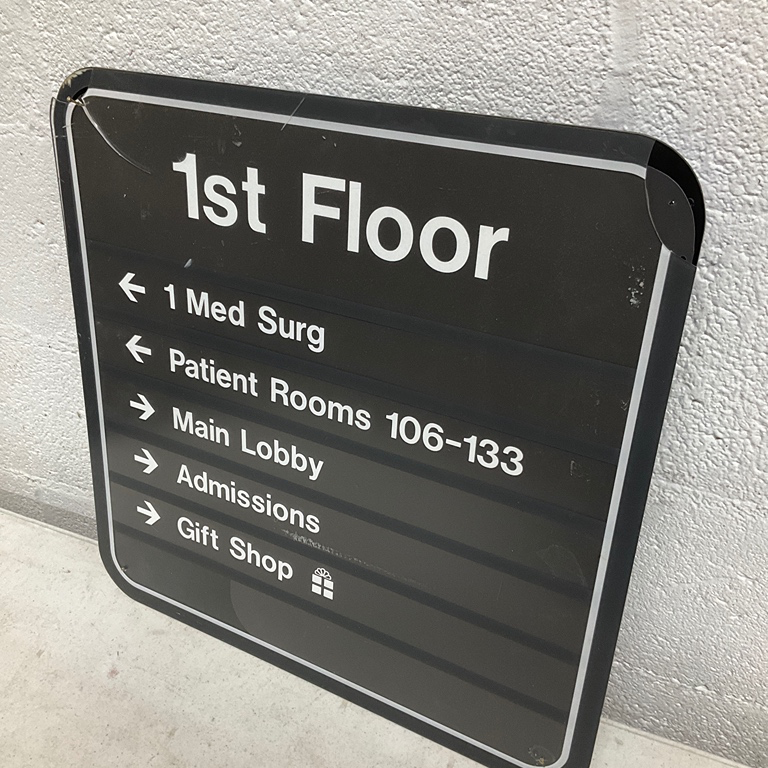 1st Floor
← 1 Med Surg
← Patient Rooms 106-133
→ Main Lobby
→ Admissions
→ Gift Shop